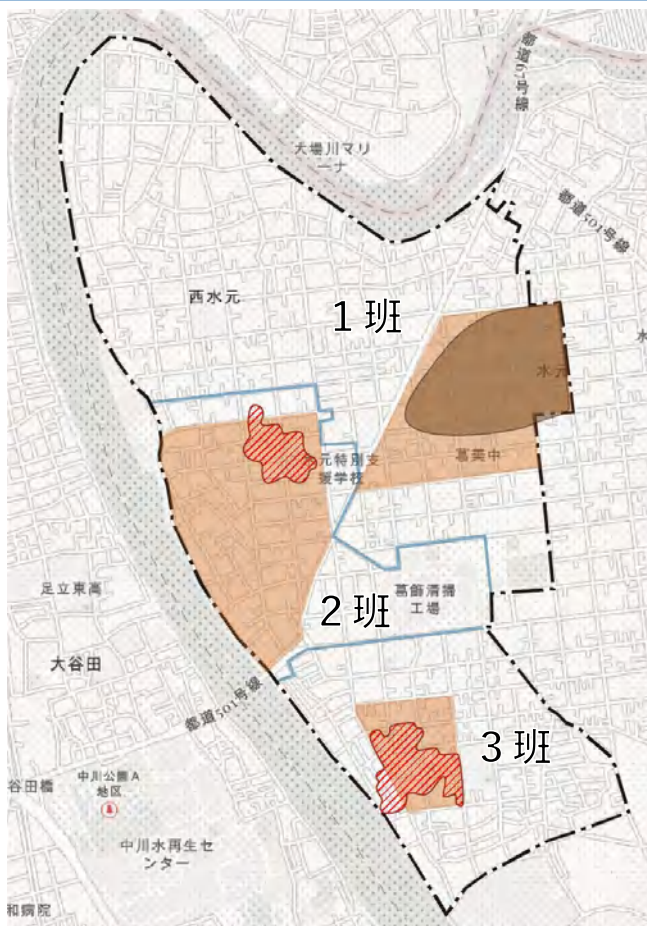 都道67号線
大場川マリ
ーナ
都道501号線
西水元
1班
水元
葛美中
水元特別支
援学校
足立東高
葛飾清掃
工場
2班
大谷田
都道501号線
3班
谷田橋
中川公園A
地区
中川水再生セ
ンター
和病院